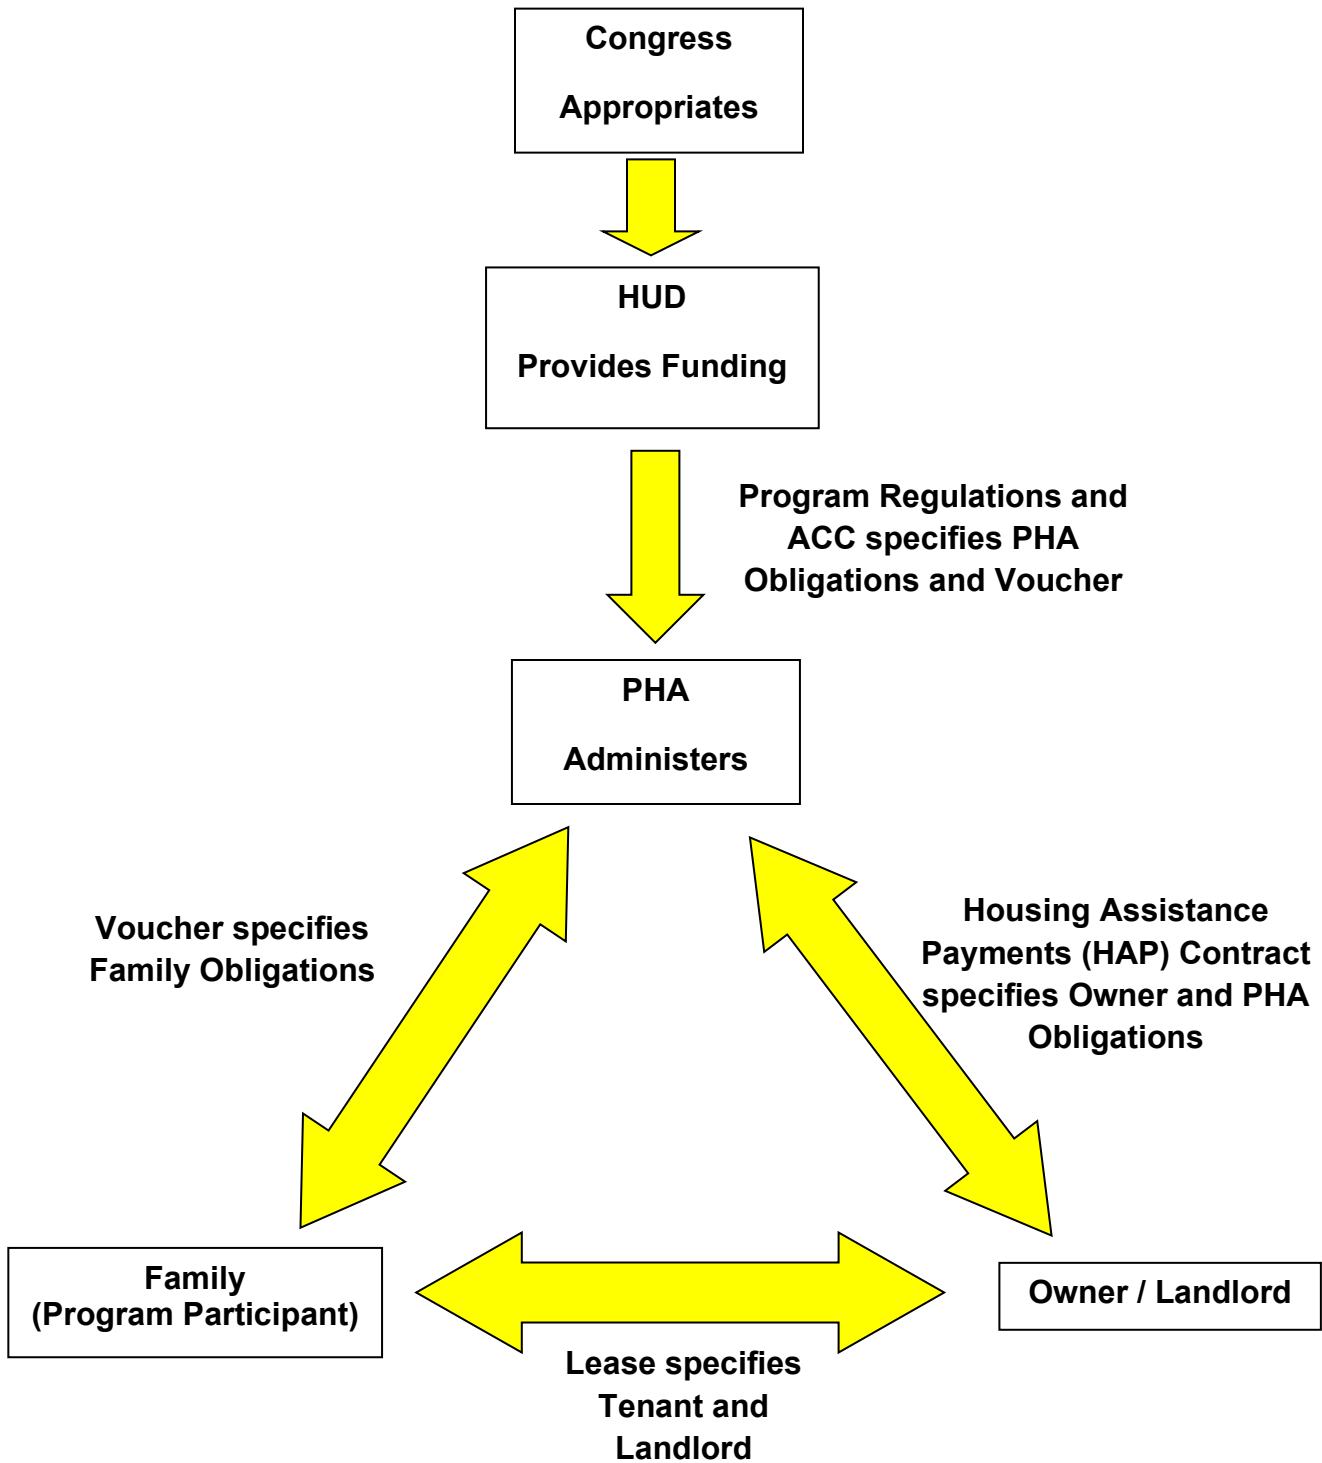 Congress
Appropriates
HUD
Provides Funding
Program Regulations and
ACC specifies PHA
Obligations and Voucher
PHA
Administers
Voucher specifies
Family Obligations
Housing Assistance
Payments (HAP) Contract
specifies Owner and PHA
Obligations
Family
(Program Participant)
Owner / Landlord
Lease specifies
Tenant and
Landlord